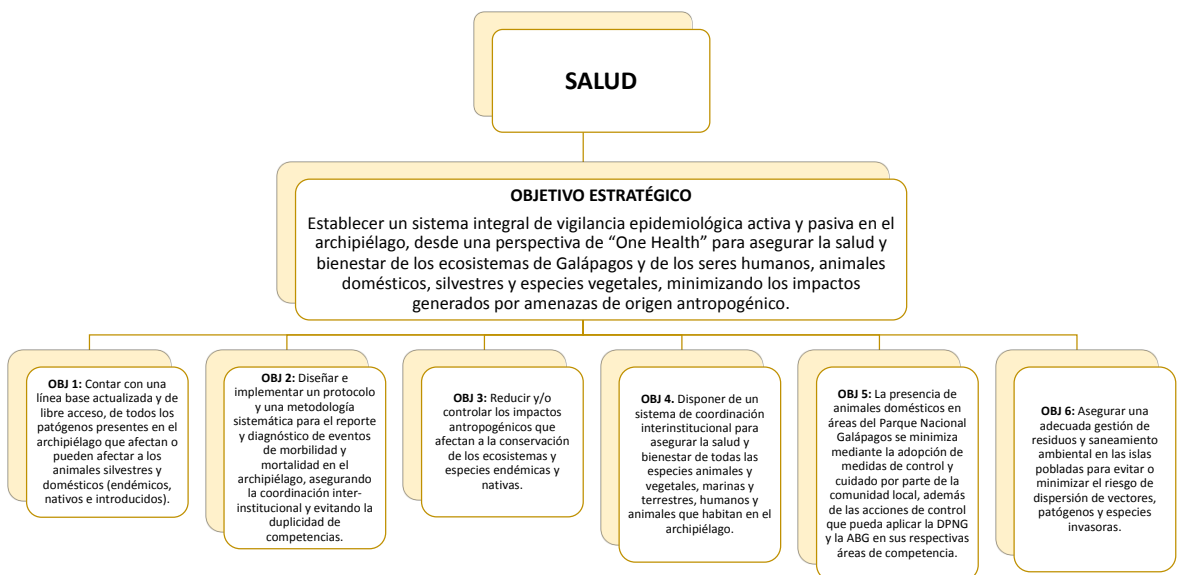 SALUD
OBJETIVO ESTRATÉGICO
Establecer un sistema integral de vigilancia epidemiológica activa y pasiva en el
archipiélago, desde una perspectiva de “One Health” para asegurar la salud y
bienestar de los ecosistemas de Galápagos y de los seres humanos, animales
domésticos, silvestres y especies vegetales, minimizando los impactos
generados por amenazas de origen antropogénico.
OBJ 1: Contar con una
línea base actualizada y de
libre acceso, de todos los
patógenos presentes en el
archipiélago que afectan o
pueden afectar a los
animales silvestres y
domésticos (endémicos,
nativos e introducidos).
OBJ 2: Diseñar e
implementar un protocolo
y una metodología
sistemática para el reporte
y diagnóstico de eventos
de morbilidad y
mortalidad en el
archipiélago, asegurando
la coordinación inter-
institucional y evitando la
duplicidad de
competencias.
OBJ 3: Reducir y/o
controlar los impactos
antropogénicos que
afectan a la conservación
de los ecosistemas y
especies endémicas y
nativas.
OBJ 4. Disponer de un
sistema de coordinación
interinstitucional para
asegurar la salud y
bienestar de todas las
especies animales y
vegetales, marinas y
terrestres, humanos y
animales que habitan en el
archipiélago.
OBJ 5: La presencia de
animales domésticos en
áreas del Parque Nacional
Galápagos se minimiza
mediante la adopción de
medidas de control y
cuidado por parte de la
comunidad local, además
de las acciones de control
que pueda aplicar la DPNG
y la ABG en sus respectivas
áreas de competencia.
OBJ 6: Asegurar una
adecuada gestión de
residuos y saneamiento
ambiental en las islas
pobladas para evitar o
minimizar el riesgo de
dispersión de vectores,
patógenos y especies
invasoras.